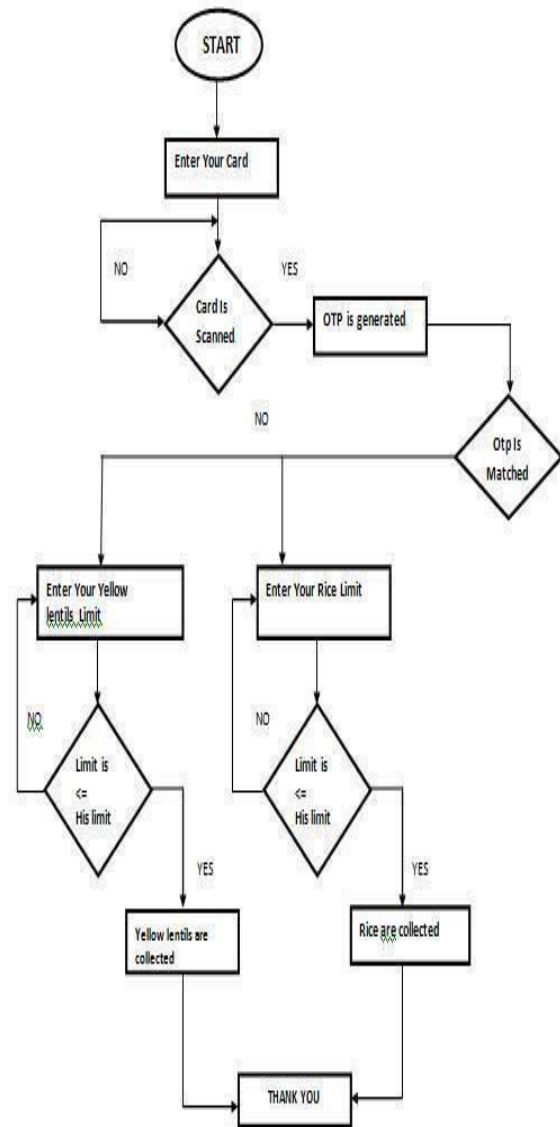 START
Enter Your Card
NO
YES
Card Is
Scanned
OTP is generated
NO
Otp Is
Matched
Enter Your Yellow
lentils Limit
Enter Your Rice Limit
NO
NO
Limit is
<=
His limit
Limit is
<=
His limit
YES
YES
Yellow lentils are
collected
Rice are collected
THANK YOU